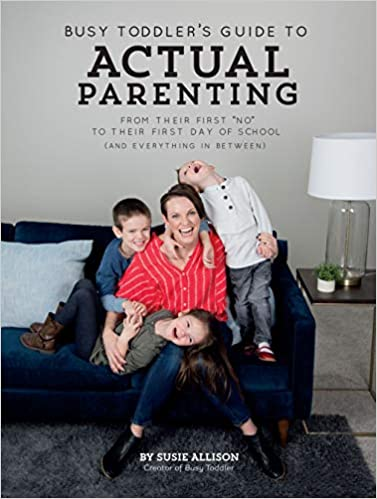 BUSY TODDLER'S GUIDE TO
ACTUAL
PARENTING
FROM THEIR FIRST "NO"
TO THEIR FIRST DAY OF SCHOOL
(AND EVERYTHING IN BETWEEN)
BY SUSIE ALLISON
Creator of Busy Toddler